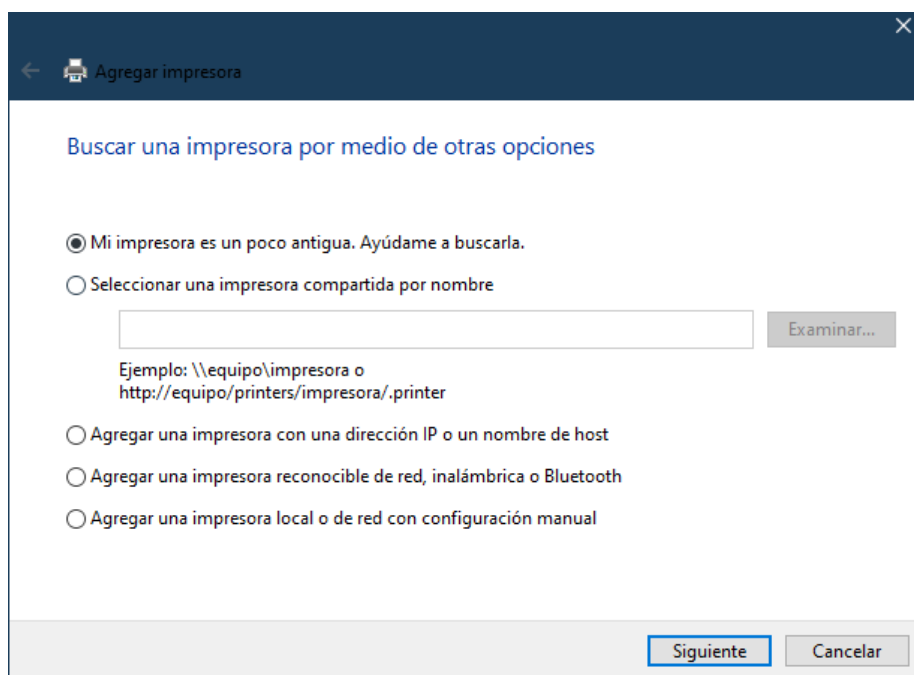 Agregar impresora
Buscar una impresora por medio de otras opciones
Mi impresora es un poco antigua. Ayúdame a buscarla.
Seleccionar una impresora compartida por nombre
Examinar...
Ejemplo: \\equipo\impresora o
http://equipo/printers/impresora/.printer
Agregar una impresora con una dirección IP o un nombre de host
Agregar una impresora reconocible de red, inalámbrica o Bluetooth
Agregar una impresora local o de red con configuración manual
Siguiente
Cancelar